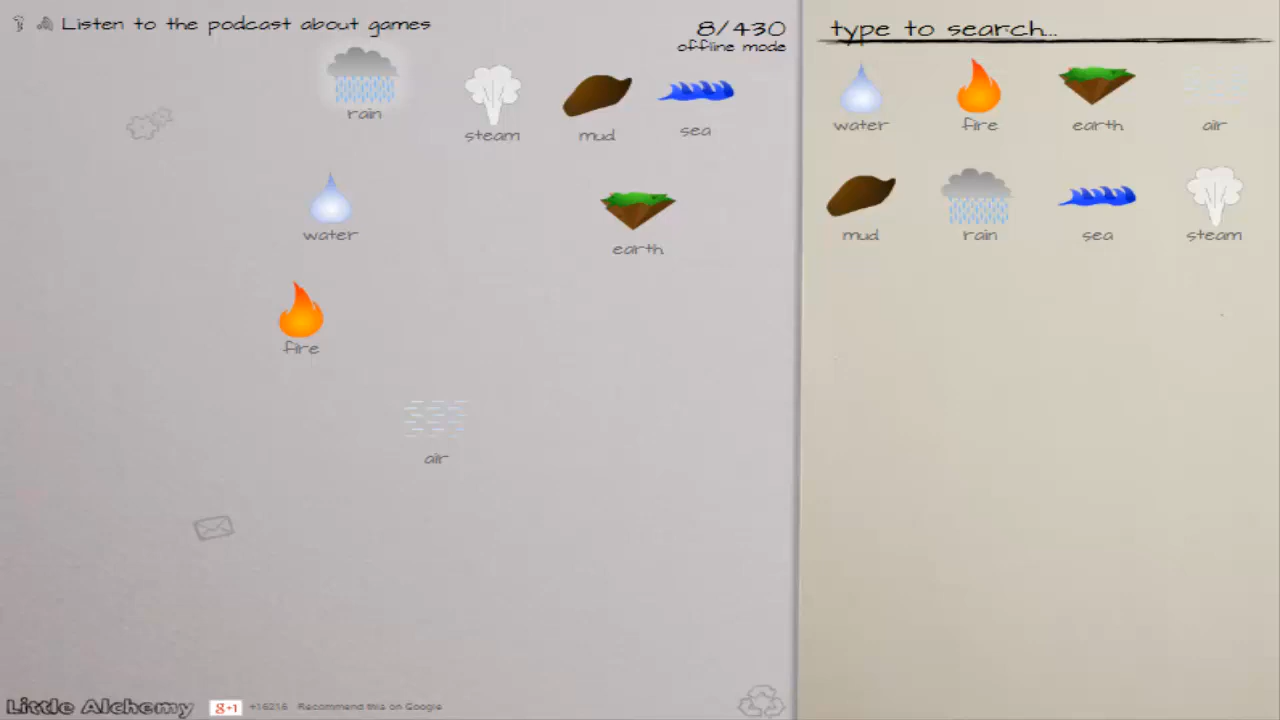 Listen to the podcast about games
8/430
offline mode
type to search...
rain
steam
mud
sea
water
fire
earth
air
water
earth
mud
rain
sea
steam
fire
air
Little Alchemy
g+1
+16216
Recommend this on Google